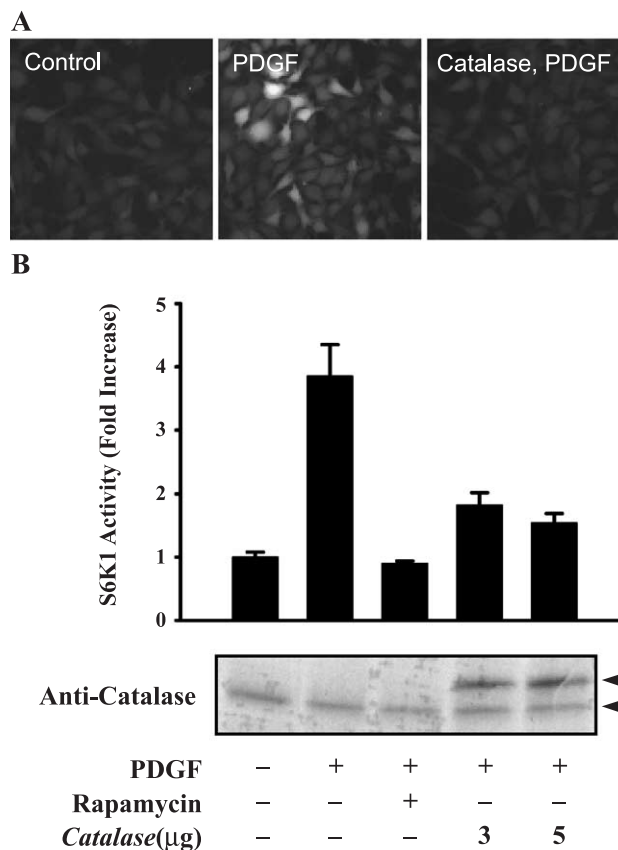 A
Control PDGF Catalase, PDGF
B
S6K1 Activity (Fold Increase)
5
4
3
2
1
0
Anti-Catalase
PDGF – + + + +
Rapamycin – – + – –
Catalase(μg) – – – 3 5